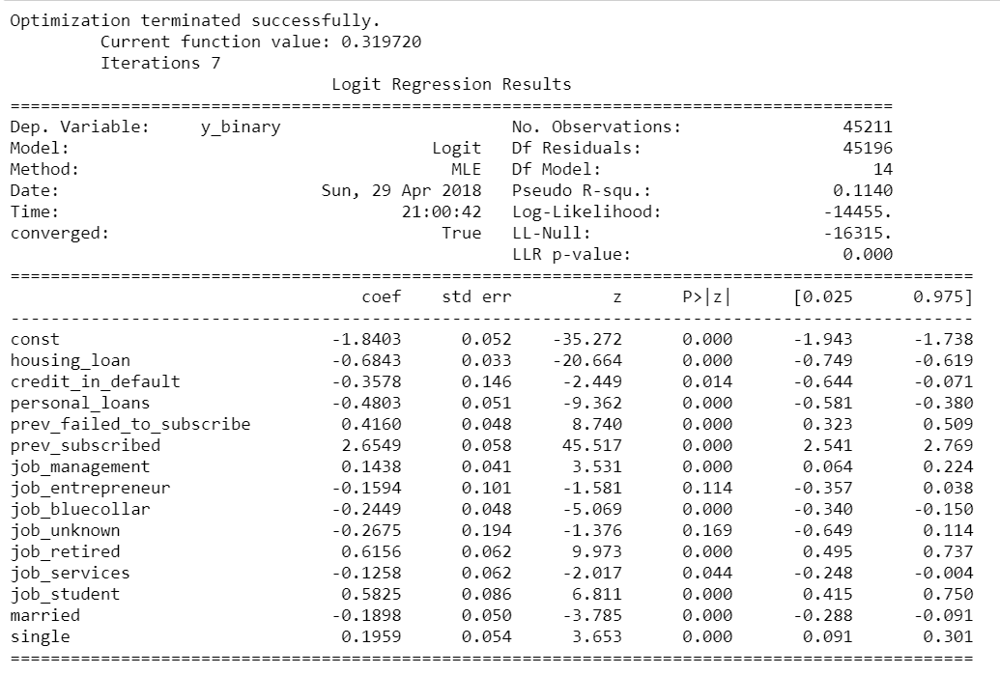 Optimization terminated successfully.
         Current function value: 0.319720
         Iterations 7
                           Logit Regression Results
==============================================================================
Dep. Variable:     y_binary                      No. Observations:                45211
Model:                                   Logit   Df Residuals:                    45196
Method:                                    MLE   Df Model:                           14
Date:                         Sun, 29 Apr 2018   Pseudo R-squ.:                  0.1140
Time:                                 21:00:42   Log-Likelihood:                -14455.
converged:                                True   LL-Null:                       -16315.
                                                 LLR p-value:                     0.000
==============================================================================
                                  coef    std err          z      P>|z|      [0.025      0.975]
------------------------------------------------------------------------------
const                          -1.8403      0.052    -35.272      0.000      -1.943      -1.738
housing_loan                   -0.6843      0.033    -20.664      0.000      -0.749      -0.619
credit_in_default              -0.3578      0.146     -2.449      0.014      -0.644      -0.071
personal_loans                 -0.4803      0.051     -9.362      0.000      -0.581      -0.380
prev_failed_to_subscribe        0.4160      0.048      8.740      0.000       0.323       0.509
prev_subscribed                 2.6549      0.058     45.517      0.000       2.541       2.769
job_management                  0.1438      0.041      3.531      0.000       0.064       0.224
job_entrepreneur               -0.1594      0.101     -1.581      0.114      -0.357       0.038
job_bluecollar                 -0.2449      0.048     -5.069      0.000      -0.340      -0.150
job_unknown                    -0.2675      0.194     -1.376      0.169      -0.649       0.114
job_retired                     0.6156      0.062      9.973      0.000       0.495       0.737
job_services                   -0.1258      0.062     -2.017      0.044      -0.248      -0.004
job_student                     0.5825      0.086      6.811      0.000       0.415       0.750
married                        -0.1898      0.050     -3.785      0.000      -0.288      -0.091
single                          0.1959      0.054      3.653      0.000       0.091       0.301
==============================================================================